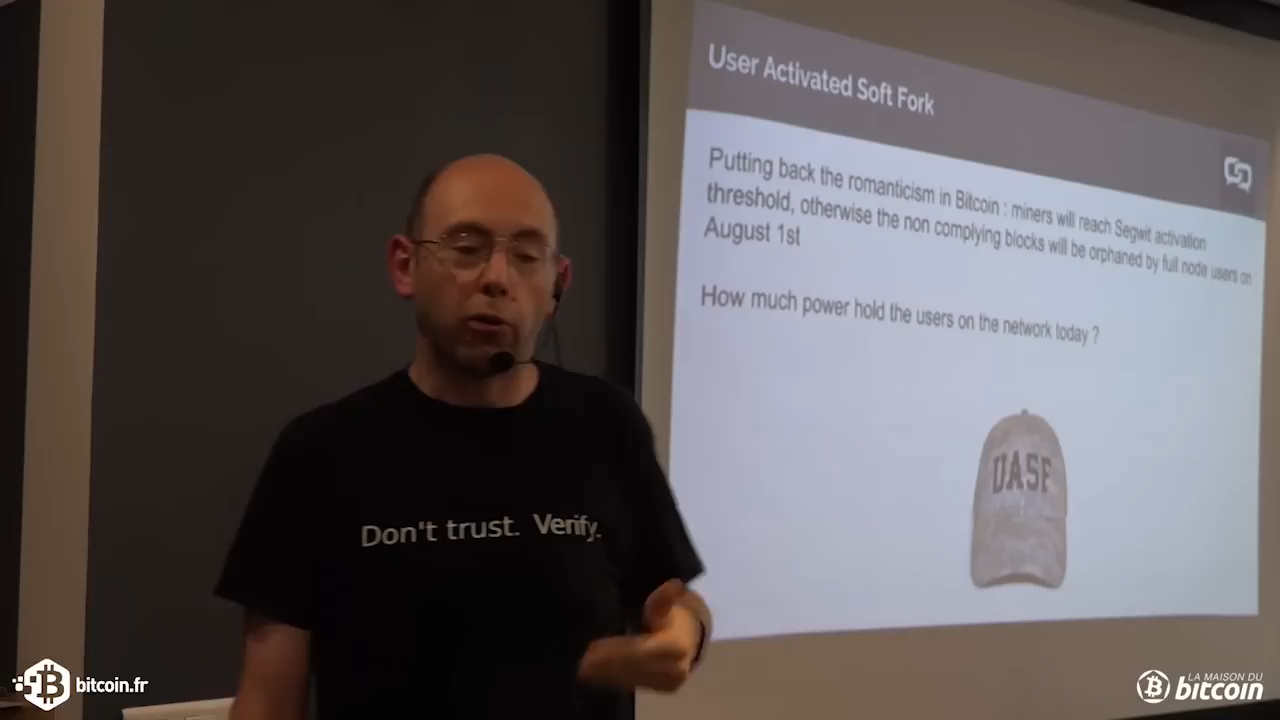 User Activated Soft Fork
Putting back the romanticism in Bitcoin : miners will reach Segwit activation
threshold, otherwise the non complying blocks will be orphaned by full node users on
August 1st
How much power hold the users on the network today ?
UASF
Don't trust. Verify.
bitcoin.fr
LA MAISON DU
bitcoin